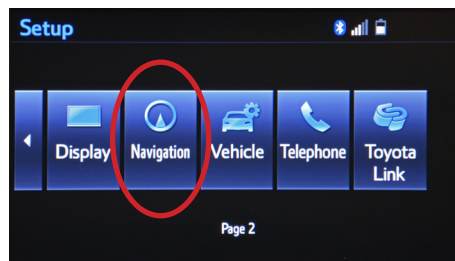 Setup
Display
Navigation
Vehicle
Telephone
Toyota
Link
Page 2